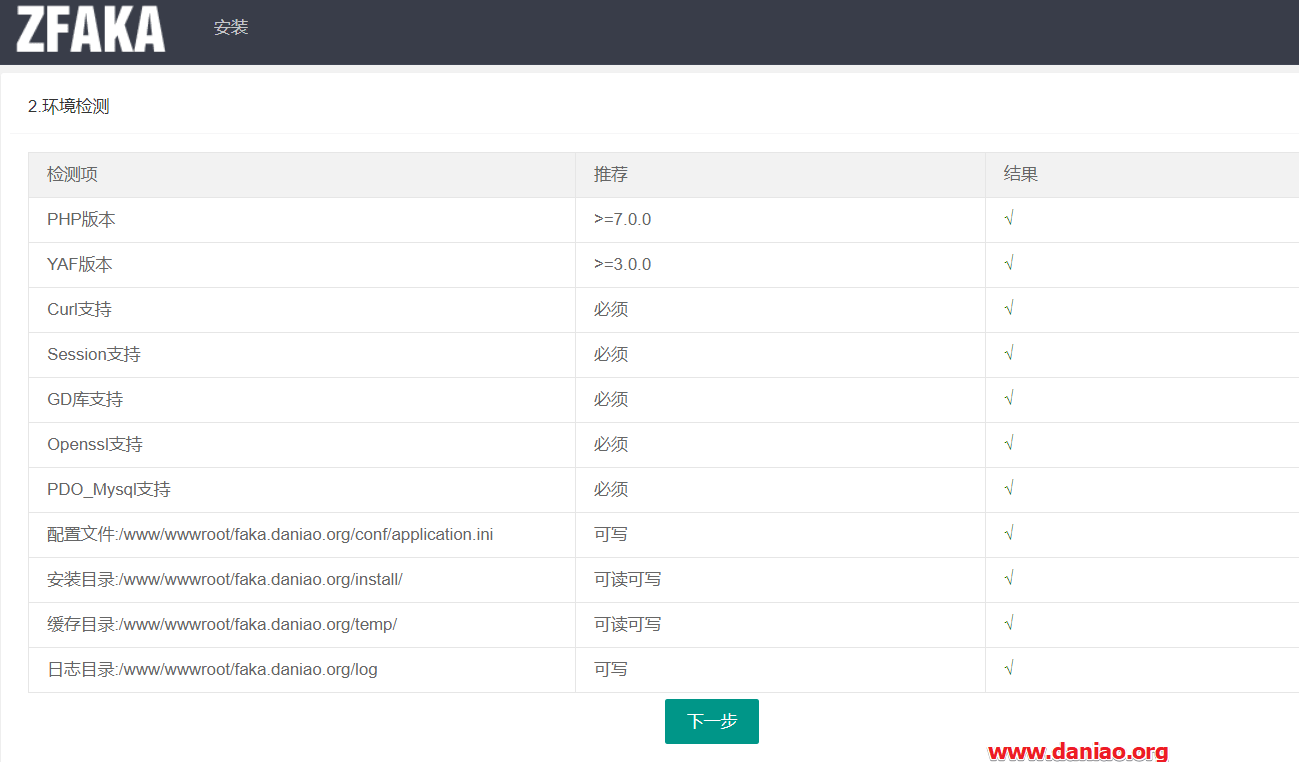 ZFAKA 安装
2.环境检测
检测项 推荐 结果
PHP版本 >=7.0.0 √
YAF版本 >=3.0.0 √
Curl支持 必须 √
Session支持 必须 √
GD库支持 必须 √
Openssl支持 必须 √
PDO_Mysql支持 必须 √
配置文件:/www/wwwroot/faka.daniao.org/conf/application.ini 可写 √
安装目录:/www/wwwroot/faka.daniao.org/install/ 可读可写 √
缓存目录:/www/wwwroot/faka.daniao.org/temp/ 可读可写 √
日志目录:/www/wwwroot/faka.daniao.org/log 可写 √
下一步
www.daniao.org